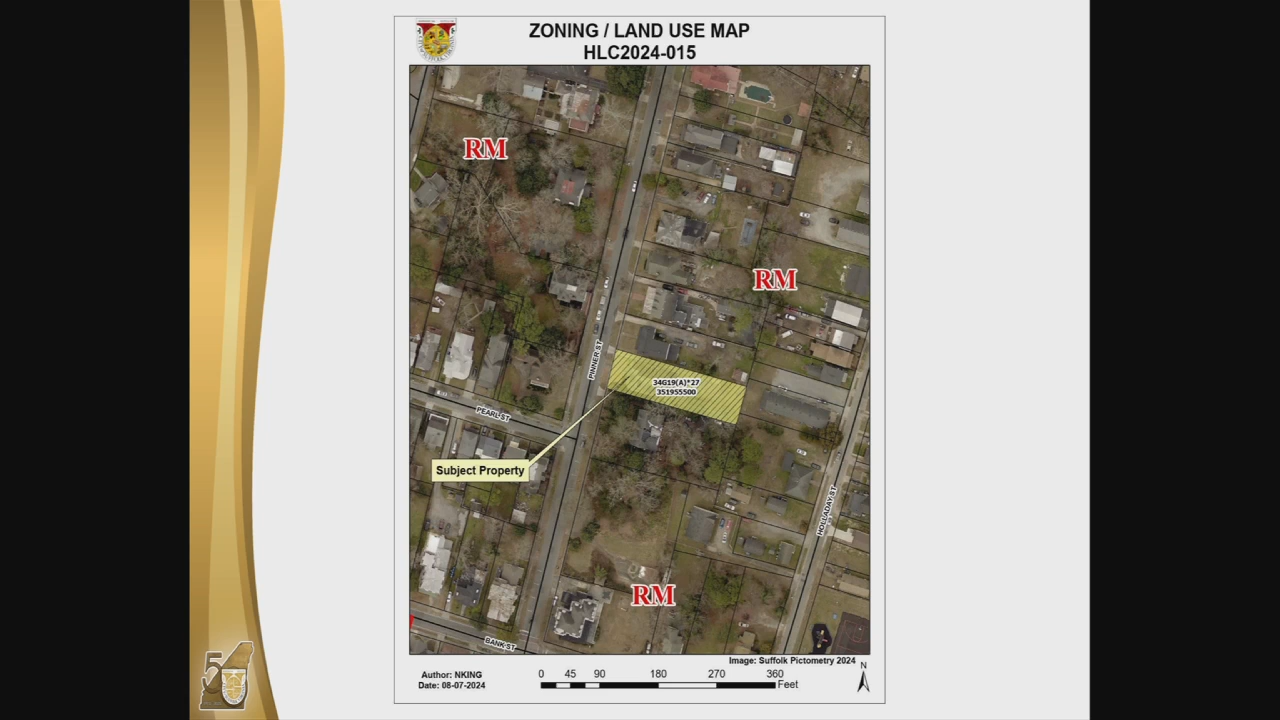 ZONING / LAND USE MAP
HLC2024-015
RM
RM
PINNER ST
34G19(A)*27
351955500
PEARL ST
Subject Property
HOLLADAY ST
RM
BANK ST
Image: Suffolk Pictometry 2024
Author: NKING
Date: 08-07-2024
0 45 90 180 270 360
Feet
N